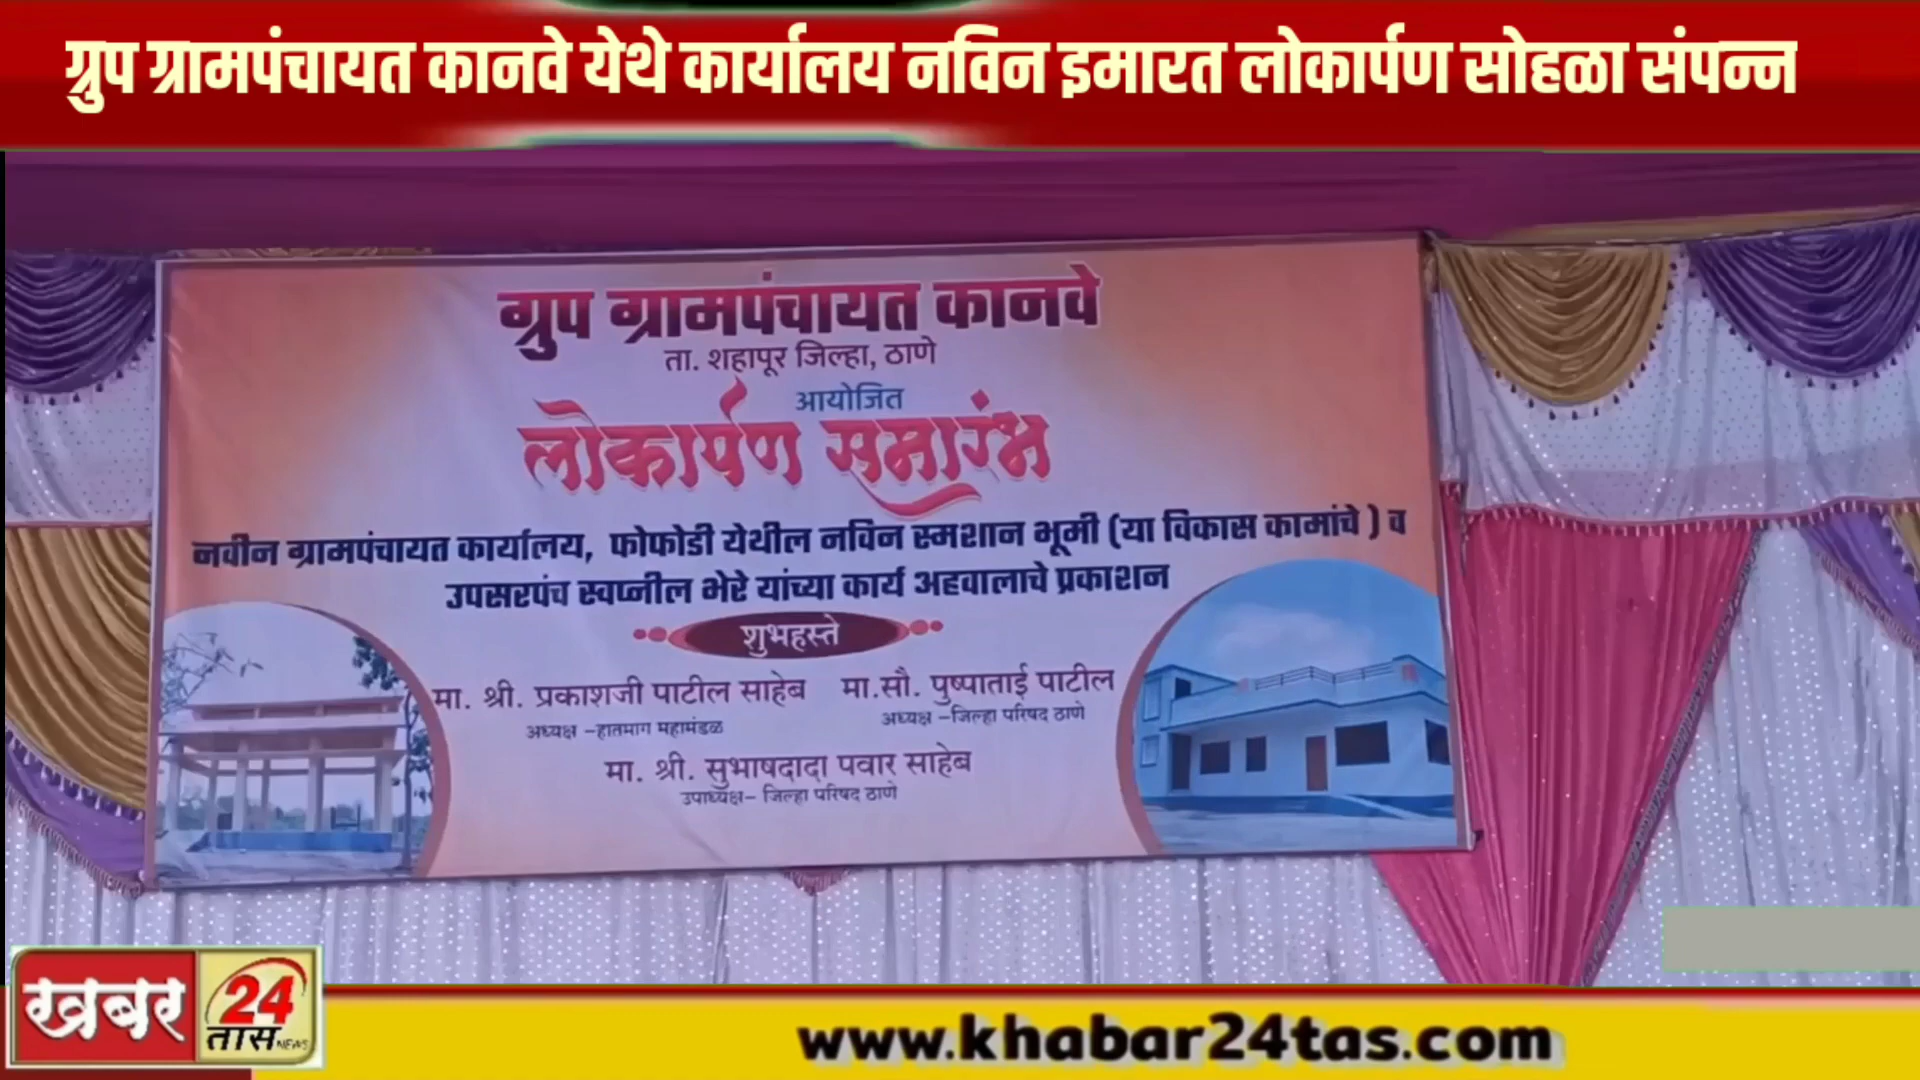 ग्रुप ग्रामपंचायत कानवे येथे कार्यालय नविन इमारत लोकार्पण सोहळा संपन्न
ग्रुप ग्रामपंचायत कानवे
ता. शहापूर जिल्हा, ठाणे
आयोजित
लोकार्पण समारंभ
नवीन ग्रामपंचायत कार्यालय, फोफोडी येथील नविन स्मशान भूमी (या विकास कामांचे ) व
उपसरपंच स्वप्नील भेरे यांच्या कार्य अहवालाचे प्रकाशन
शुभहस्ते
मा. श्री. प्रकाशजी पाटील साहेब मा.सौ. पुष्पाताई पाटील
अध्यक्ष -हातमाग महामंडळ अध्यक्ष -जिल्हा परिषद ठाणे
मा. श्री. सुभाषदादा पवार साहेब
उपाध्यक्ष- जिल्हा परिषद ठाणे
खबर 24 तास NEWS
www.khabar24tas.com